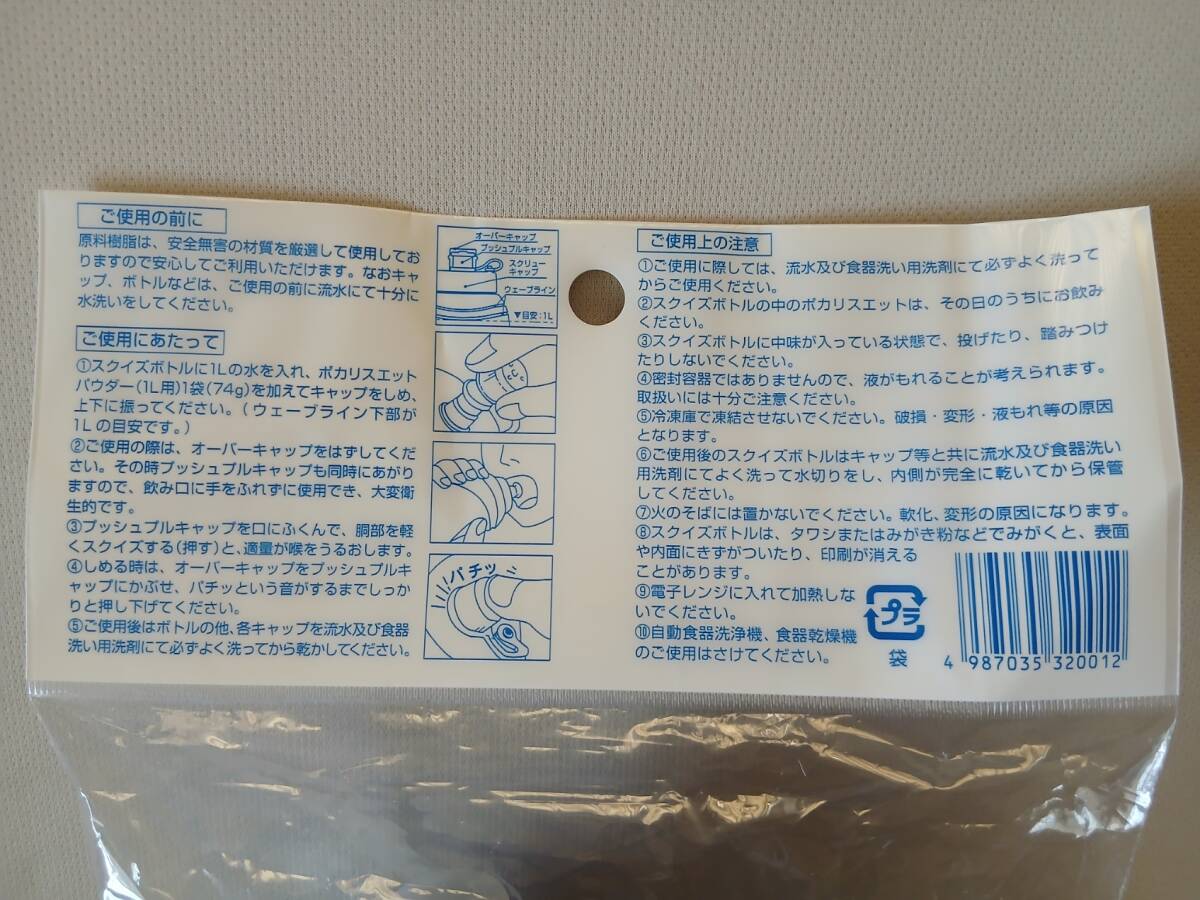 ご使用の前に
原料樹脂は、安全無害の材質を厳選して使用してお
りますので安心してご利用いただけます。なおキャ
ップ、ボトルなどは、ご使用の前に流水にて十分に
水洗いをしてください。
ご使用にあたって
①スクイズボトルに1Lの水を入れ、ポカリスエット
パウダー(1L用)1袋(74g)を加えてキャップをしめ、
上下に振ってください。(ウェーブライン下部が
1Lの目安です。)
②ご使用の際は、オーバーキャップをはずしてくだ
さい。その時プッシュプルキャップも同時にあがり
ますので、飲み口に手をふれずに使用でき、大変衛
生的です。
③プッシュプルキャップを口にふくんで、胴部を軽
くスクイズする(押す)と、適量が喉をうるおします。
④しめる時は、オーバーキャップをプッシュプルキ
ャップにかぶせ、パチッという音がするまでしっか
りと押し下げてください。
⑤ご使用後はボトルの他、各キャップを流水及び食器
洗い用洗剤にて必ずよく洗ってから乾かしてください。
オーバーキャップ
プッシュプルキャップ
スクリュー
キャップ
ウェーブライン
▼目安:1L
パチッ
ご使用上の注意
①ご使用に際しては、流水及び食器洗い用洗剤にて必ずよく洗って
からご使用ください。
②スクイズボトルの中のポカリスエットは、その日のうちにお飲み
ください。
③スクイズボトルに中味が入っている状態で、投げたり、踏みつけ
たりしないでください。
④密封容器ではありませんので、液がもれることが考えられます。
取扱いには十分ご注意ください。
⑤冷凍庫で凍結させないでください。破損・変形・液もれ等の原因
となります。
⑥ご使用後のスクイズボトルはキャップ等と共に流水及び食器洗い
用洗剤にてよく洗って水切りをし、内側が完全に乾いてから保管
してください。
⑦火のそばには置かないでください。軟化、変形の原因になります。
⑧スクイズボトルは、タワシまたはみがき粉などでみがくと、表面
や内面にきずがついたり、印刷が消える
ことがあります。
⑨電子レンジに入れて加熱しな
いでください。
⑩自動食器洗浄機、食器乾燥機
のご使用はさけてください。
プラ
袋
4 987035 320012